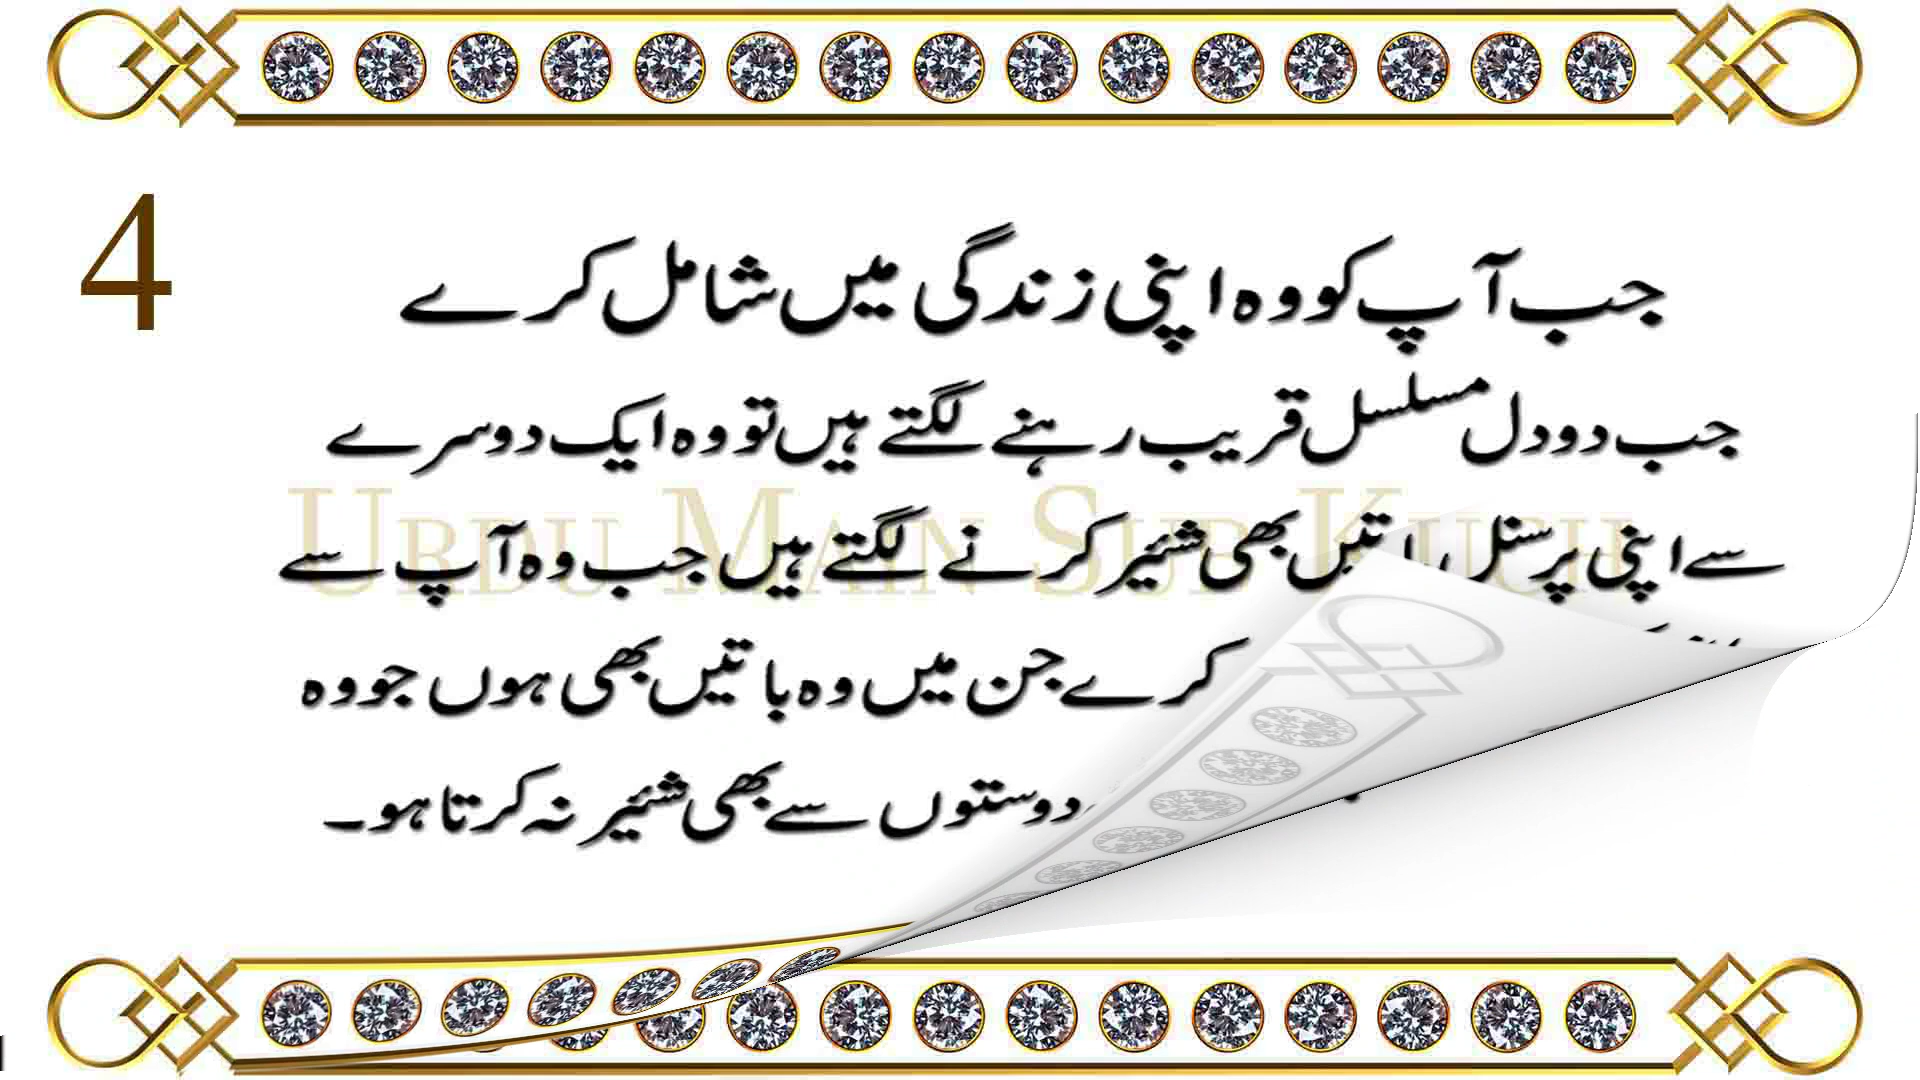 4
جب آپ کو وہ اپنی زندگی میں شامل کرے
جب دو دل مسلسل قریب رہنے لگتے ہیں تو وہ ایک دوسرے
سے اپنی پرسنل باتیں بھی شئیر کرنے لگتے ہیں جب وہ آپ سے
کرے جن میں وہ باتیں بھی ہوں جو وہ
دوستوں سے بھی شئیر نہ کرتا ہو۔
URDU MAIN SUB KUCH